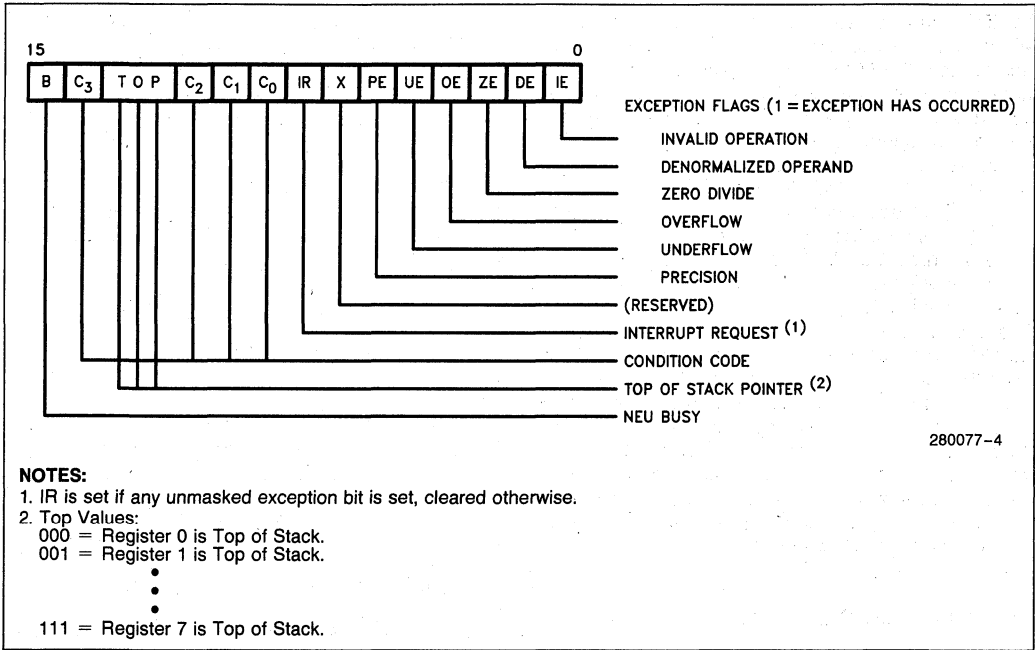 15 0
B C₃ T O P C₂ C₁ C₀ IR X PE UE OE ZE DE IE
EXCEPTION FLAGS (1 = EXCEPTION HAS OCCURRED)
INVALID OPERATION
DENORMALIZED OPERAND
ZERO DIVIDE
OVERFLOW
UNDERFLOW
PRECISION
(RESERVED)
INTERRUPT REQUEST (1)
CONDITION CODE
TOP OF STACK POINTER (2)
NEU BUSY
280077-4
NOTES:
1. IR is set if any unmasked exception bit is set, cleared otherwise.
2. Top Values:
000 = Register 0 is Top of Stack.
001 = Register 1 is Top of Stack.
•
•
•
111 = Register 7 is Top of Stack.